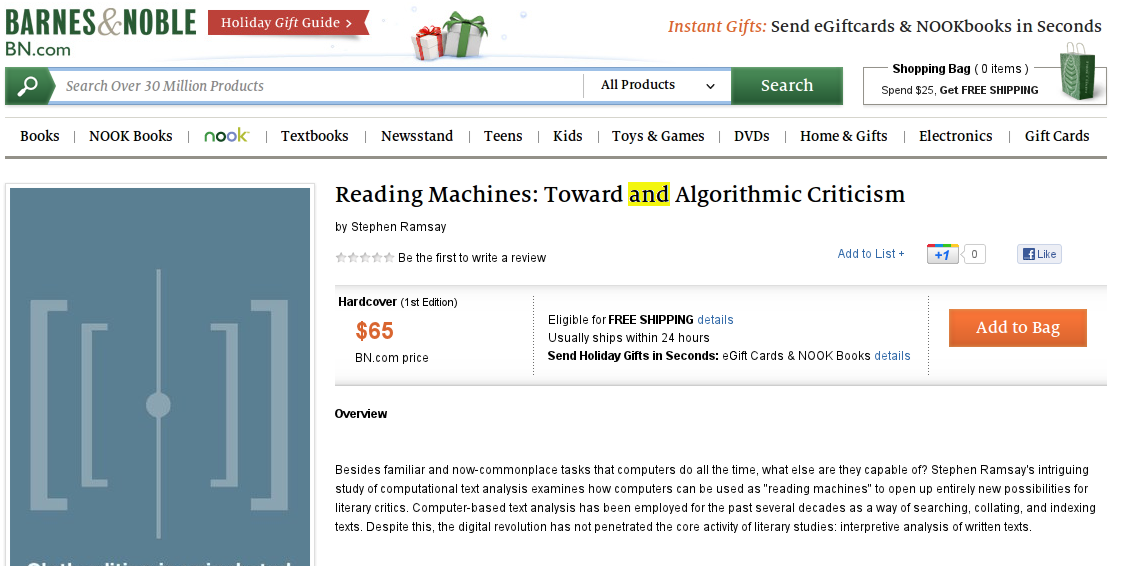 BARNES&NOBLE
BN.com
Holiday Gift Guide >
Instant Gifts: Send eGiftcards & NOOKbooks in Seconds
Search Over 30 Million Products
All Products
Search
Shopping Bag ( 0 items )
Spend $25, Get FREE SHIPPING
Books | NOOK Books | nook | Textbooks | Newsstand | Teens | Kids | Toys & Games | DVDs | Home & Gifts | Electronics | Gift Cards
Reading Machines: Toward and Algorithmic Criticism
by Stephen Ramsay
Be the first to write a review
Add to List +
+1
0
Like
Hardcover (1st Edition)
$65
BN.com price
Eligible for FREE SHIPPING details
Usually ships within 24 hours
Send Holiday Gifts in Seconds: eGift Cards & NOOK Books details
Add to Bag
Overview
Besides familiar and now-commonplace tasks that computers do all the time, what else are they capable of? Stephen Ramsay's intriguing
study of computational text analysis examines how computers can be used as "reading machines" to open up entirely new possibilities for
literary critics. Computer-based text analysis has been employed for the past several decades as a way of searching, collating, and indexing
texts. Despite this, the digital revolution has not penetrated the core activity of literary studies: interpretive analysis of written texts.